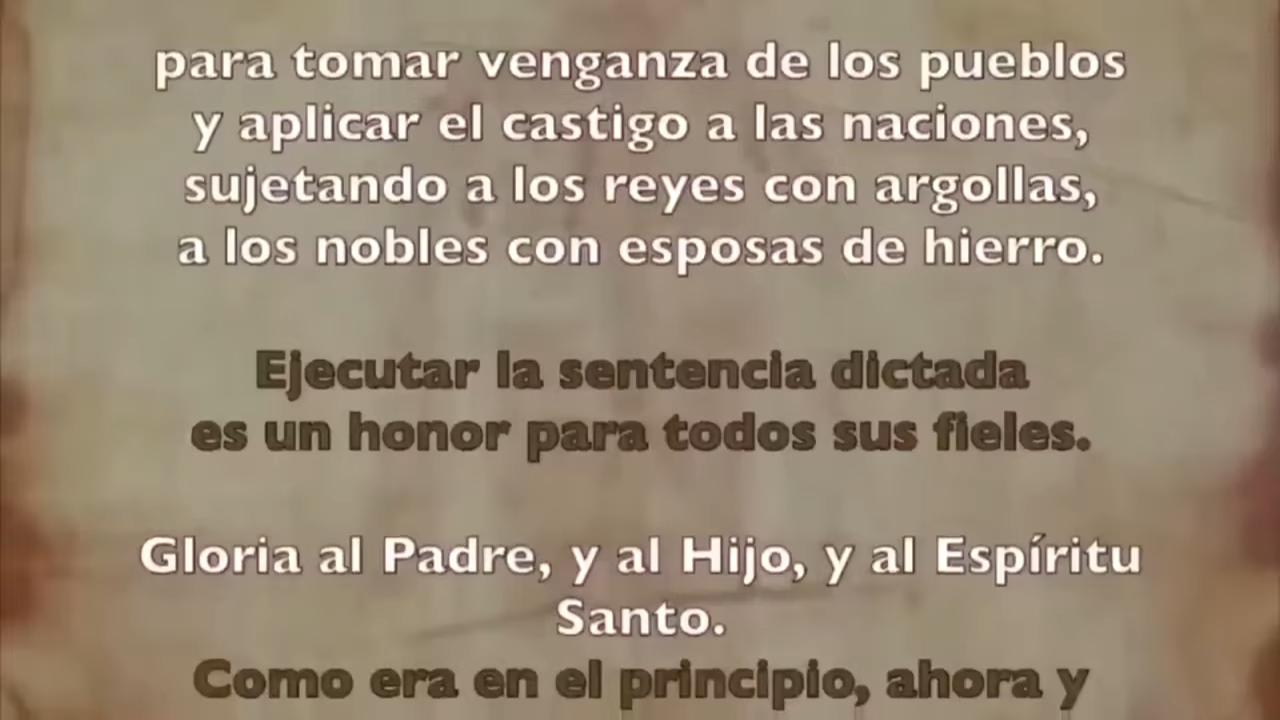 para tomar venganza de los pueblos
y aplicar el castigo a las naciones,
sujetando a los reyes con argollas,
a los nobles con esposas de hierro.
Ejecutar la sentencia dictada
es un honor para todos sus fieles.
Gloria al Padre, y al Hijo, y al Espíritu
Santo.
Como era en el principio, ahora y